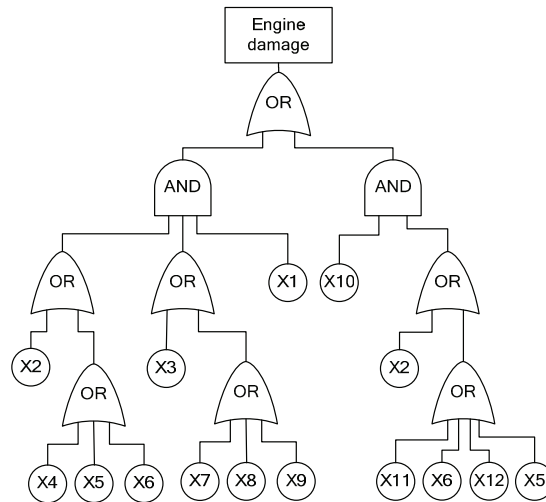 Engine
damage
OR
AND AND
OR OR X1 X10 OR
X2 X3 X2
OR OR OR
X4 X5 X6 X7 X8 X9 X11 X6 X12 X5